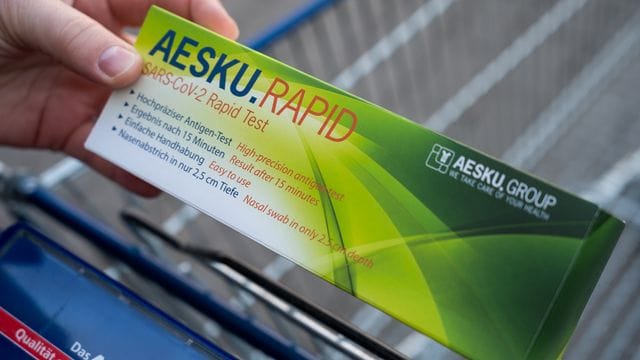 AESKU.RAPID
SARS-CoV-2 Rapid Test
Hochpräziser Antigen-Test High-precision antigen-test
Ergebnis nach 15 Minuten Result after 15 minutes
Einfache Handhabung Easy to use
Nasenabstrich in nur 2,5 cm Tiefe Nasal swab in only 2,5 cm depth
AESKU.GROUP
WE TAKE CARE OF YOUR HEALTH
Das
Qualität